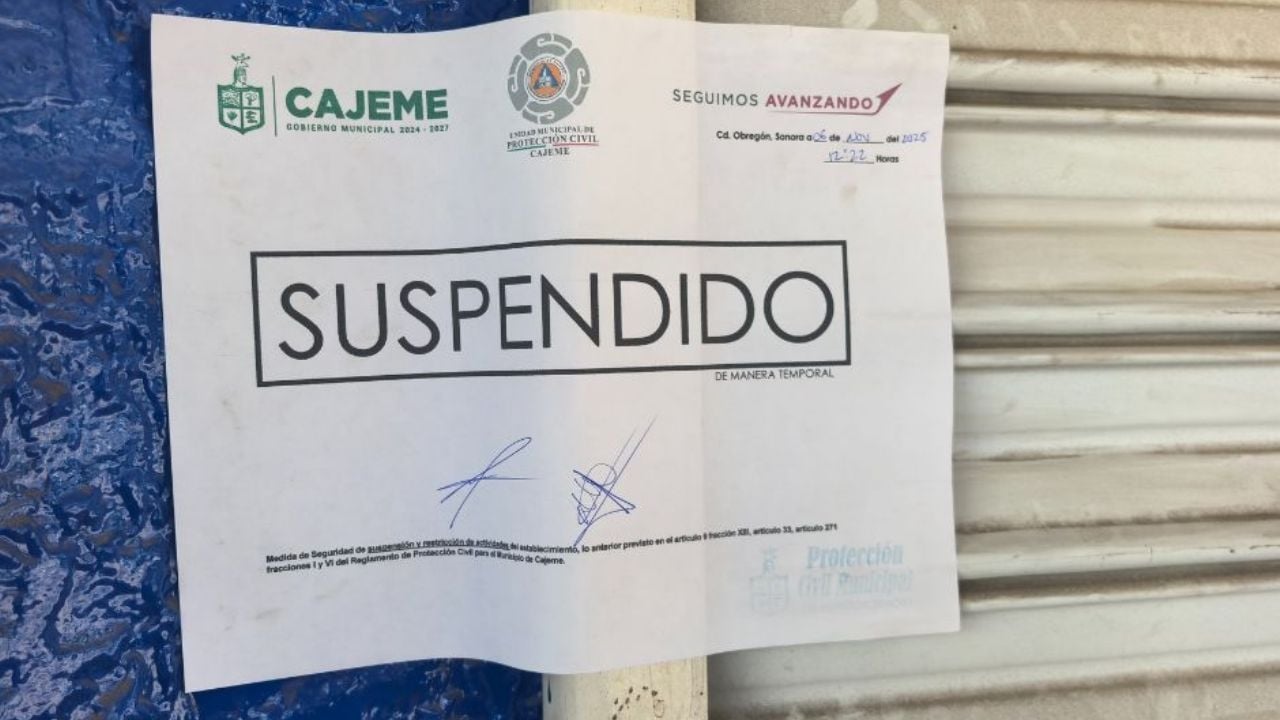 CAJEME
GOBIERNO MUNICIPAL 2024 - 2027
UNIDAD MUNICIPAL DE
PROTECCIÓN CIVIL
CAJEME
SEGUIMOS AVANZANDO
Cd. Obregón, Sonora a 06 de NOV del 2025
12:22 Horas
SUSPENDIDO
DE MANERA TEMPORAL
Medida de Seguridad de suspensión y restricción de actividades del establecimiento, lo anterior previsto en el artículo 9 fracción XIII, artículo 33, artículo 271
fracciones I y VI del Reglamento de Protección Civil para el Municipio de Cajeme.
Protección
Civil Municipal